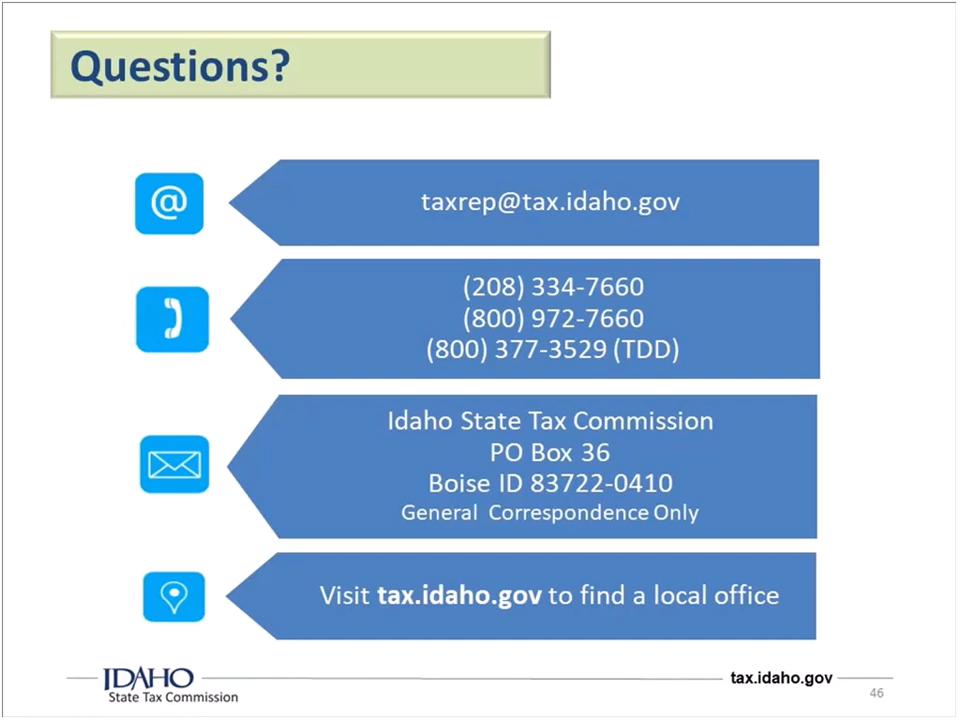 Questions?
@
taxrep@tax.idaho.gov
(208) 334-7660
(800) 972-7660
(800) 377-3529 (TDD)
Idaho State Tax Commission
PO Box 36
Boise ID 83722-0410
General Correspondence Only
Visit tax.idaho.gov to find a local office
IDAHO
State Tax Commission
tax.idaho.gov
46